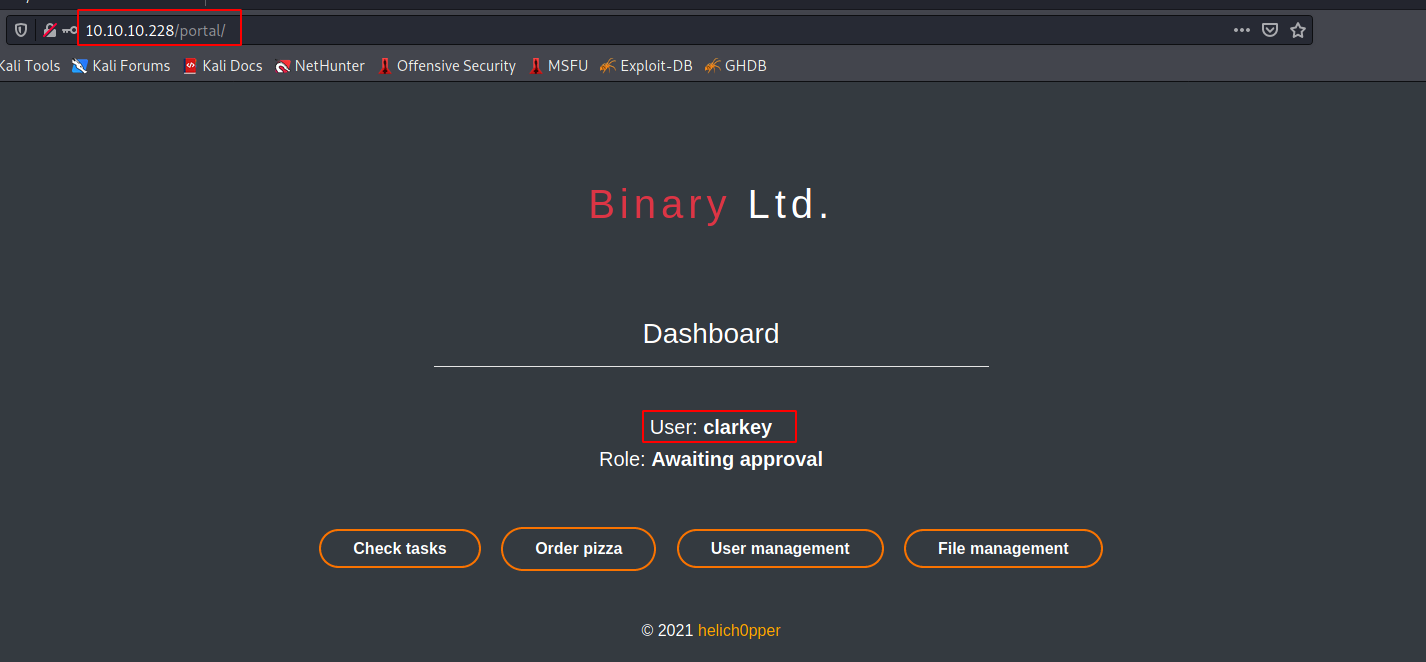 10.10.10.228/portal/
Kali Tools Kali Forums Kali Docs NetHunter Offensive Security MSFU Exploit-DB GHDB
Binary Ltd.
Dashboard
User: clarkey
Role: Awaiting approval
Check tasks Order pizza User management File management
© 2021 helich0pper